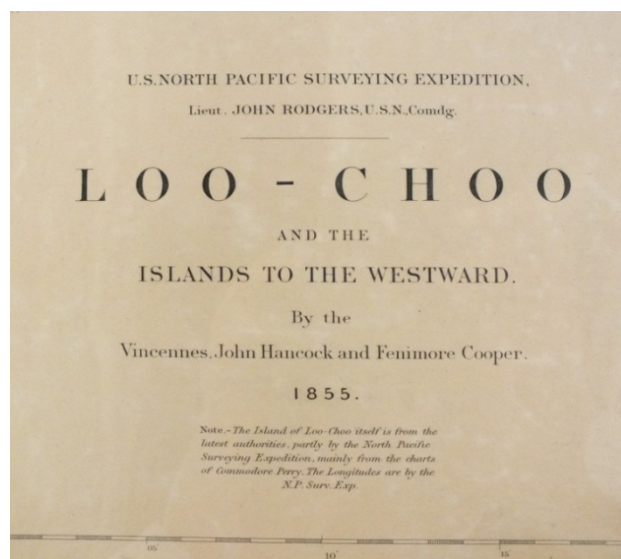 U.S. NORTH PACIFIC SURVEYING EXPEDITION,
Lieut. JOHN RODGERS, U.S.N., Comdg.
LOO-CHOO
AND THE
ISLANDS TO THE WESTWARD.
By the
Vincennes, John Hancock and Fenimore Cooper.
1855.
Note.- The Island of Loo-Choo itself is from the
latest authorities, partly by the North Pacific
Surveying Expedition, mainly from the charts
of Commodore Perry. The Longitudes are by the
N.P. Surv. Exp.
05' 10' 15'